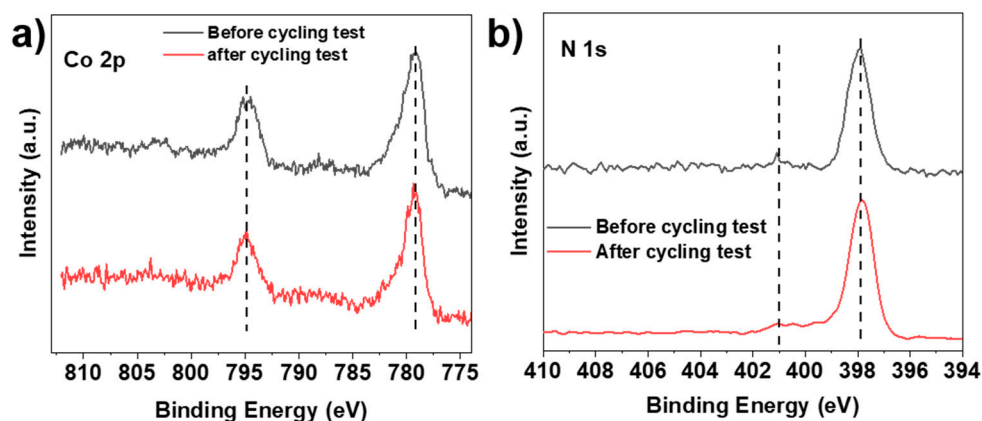 a)
Co 2p
Before cycling test
after cycling test
Intensity (a.u.)
810 805 800 795 790 785 780 775
Binding Energy (eV)
b)
N 1s
Before cycling test
After cycling test
Intensity (a.u.)
410 408 406 404 402 400 398 396 394
Binding Energy (eV)